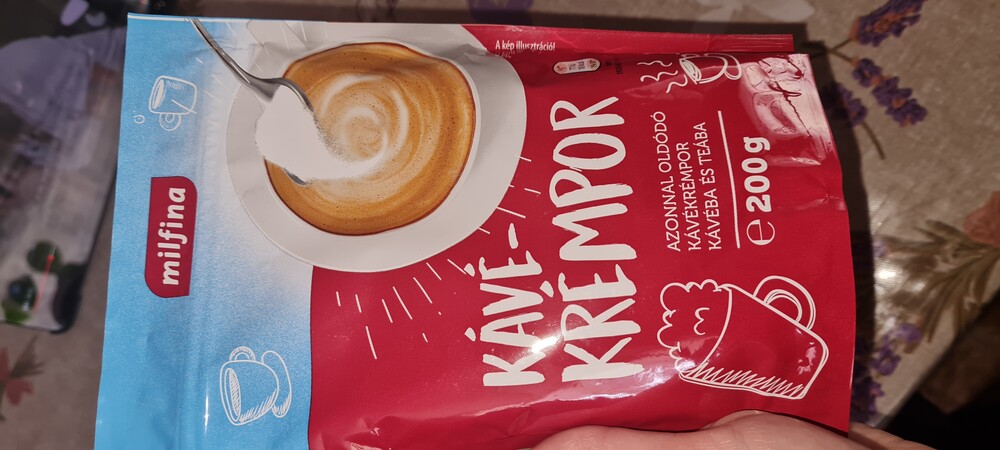 milfina
A kép illusztráció!
KÁVÉ-
KRÉMPOR
AZONNAL OLDÓDÓ
KÁVÉKRÉMPOR
KÁVÉBA ÉS TEÁBA
℮ 200 g